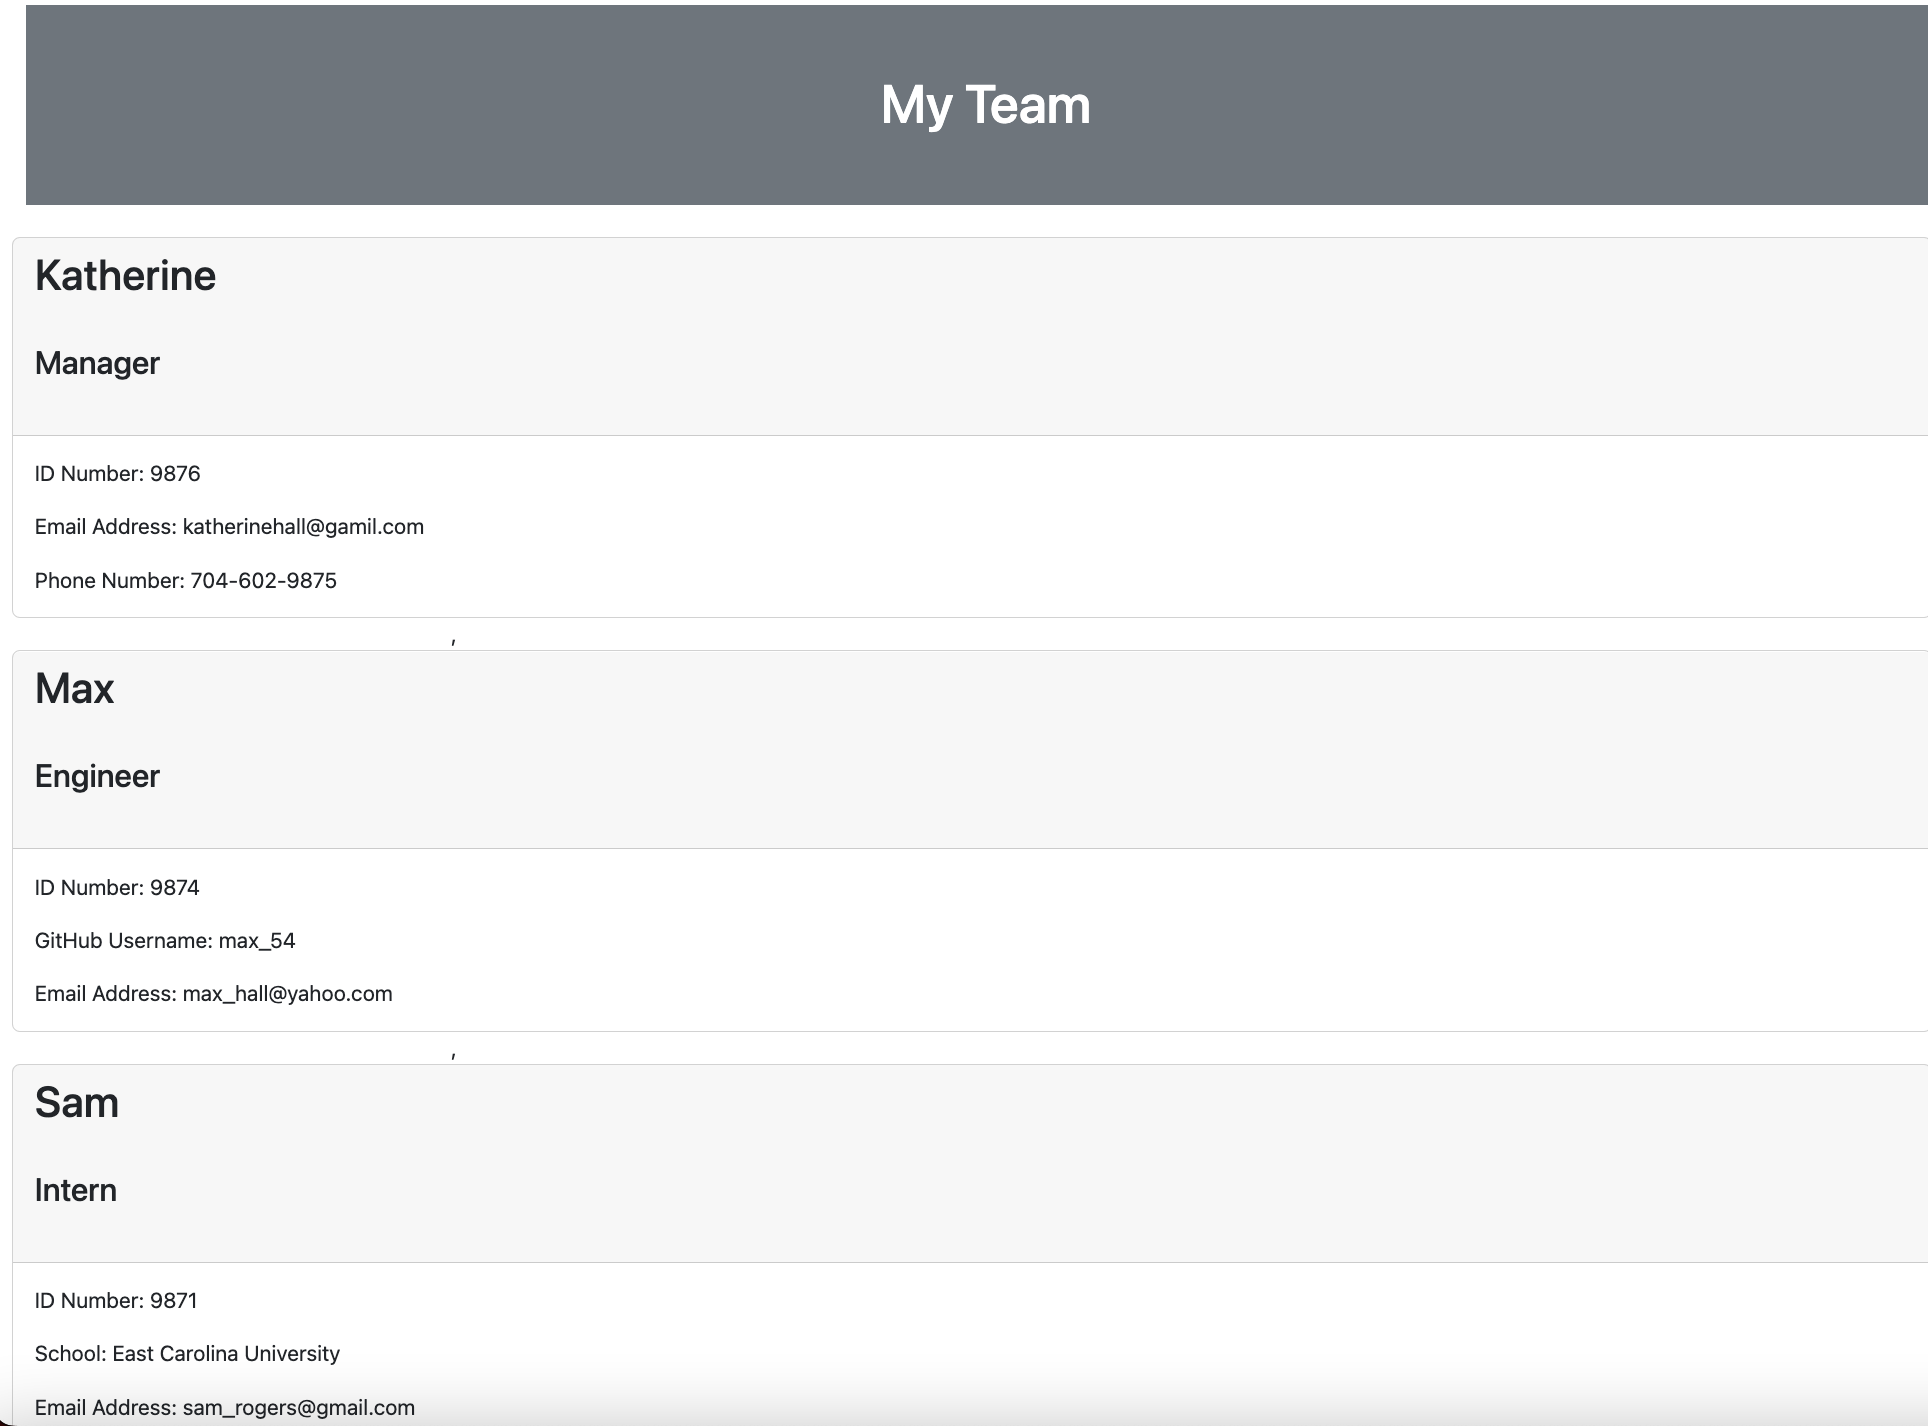 My Team
Katherine
Manager
ID Number: 9876
Email Address: katherinehall@gamil.com
Phone Number: 704-602-9875
,
Max
Engineer
ID Number: 9874
GitHub Username: max_54
Email Address: max_hall@yahoo.com
,
Sam
Intern
ID Number: 9871
School: East Carolina University
Email Address: sam_rogers@gmail.com